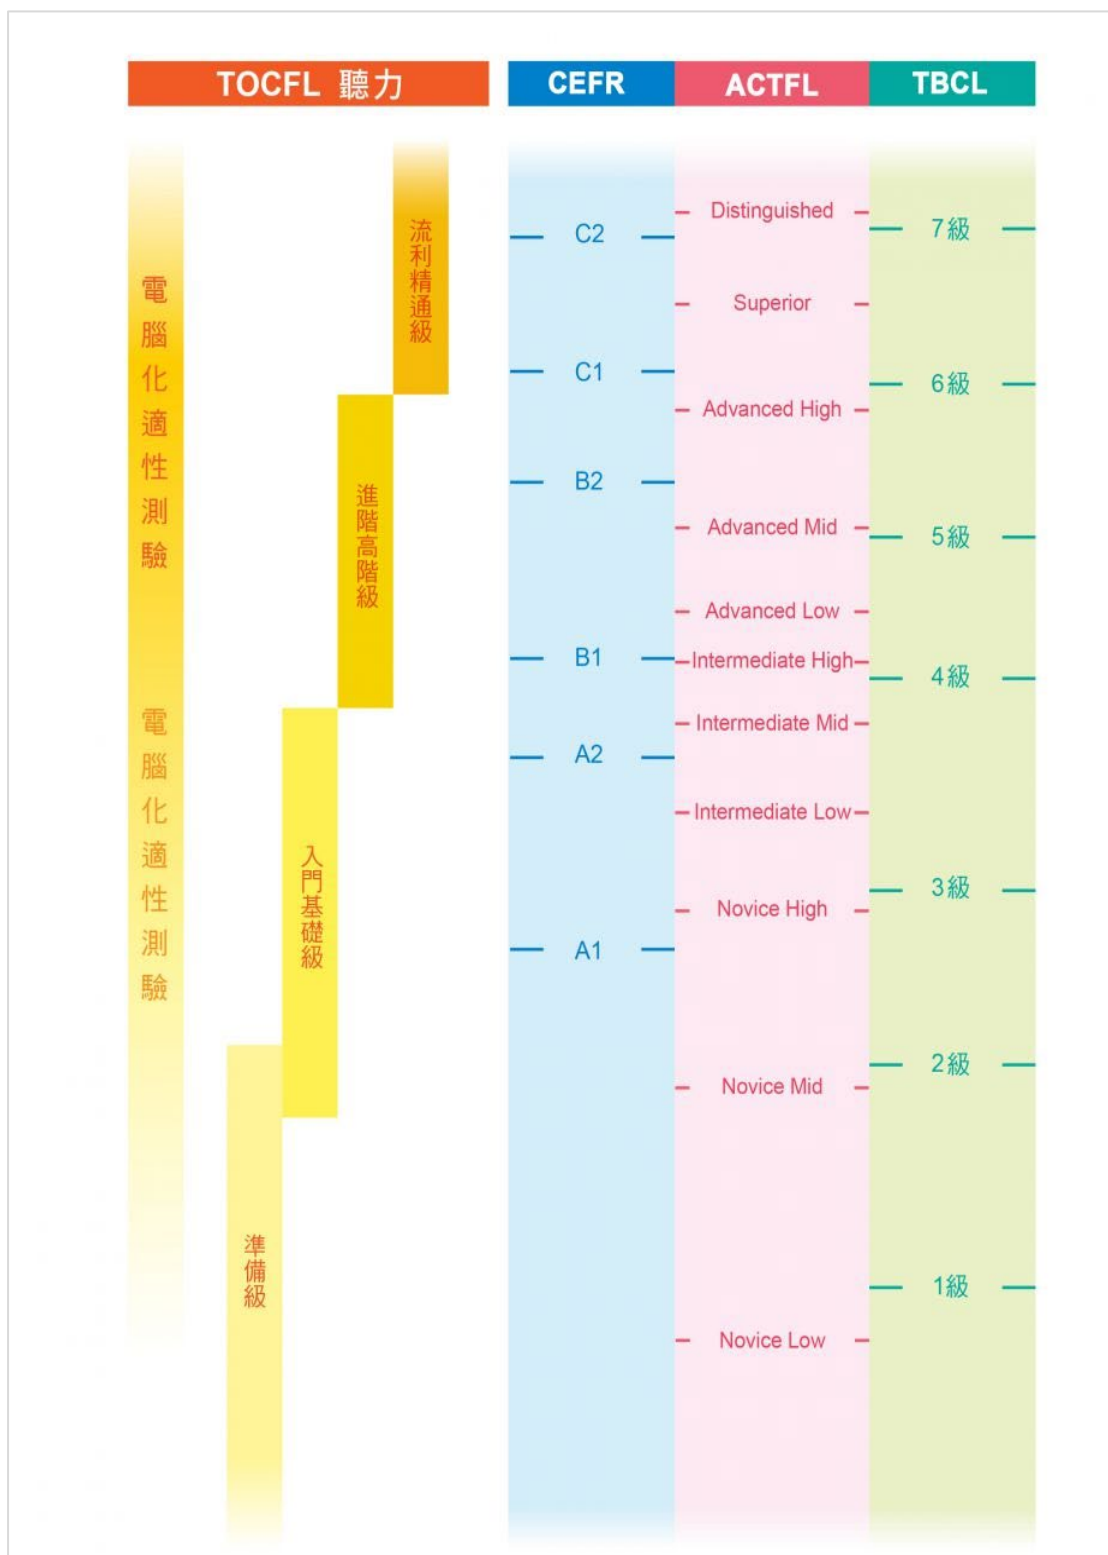 TOCFL 聽力
CEFR
ACTFL
TBCL
電腦化適性測驗
電腦化適性測驗
流利精通級
進階高階級
入門基礎級
準備級
C2
C1
B2
B1
A2
A1
Distinguished
Superior
Advanced High
Advanced Mid
Advanced Low
Intermediate High
Intermediate Mid
Intermediate Low
Novice High
Novice Mid
Novice Low
7級
6級
5級
4級
3級
2級
1級